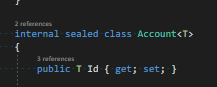 }
2 references
internal sealed class Account<T>
{
3 references
public T Id { get; set; }